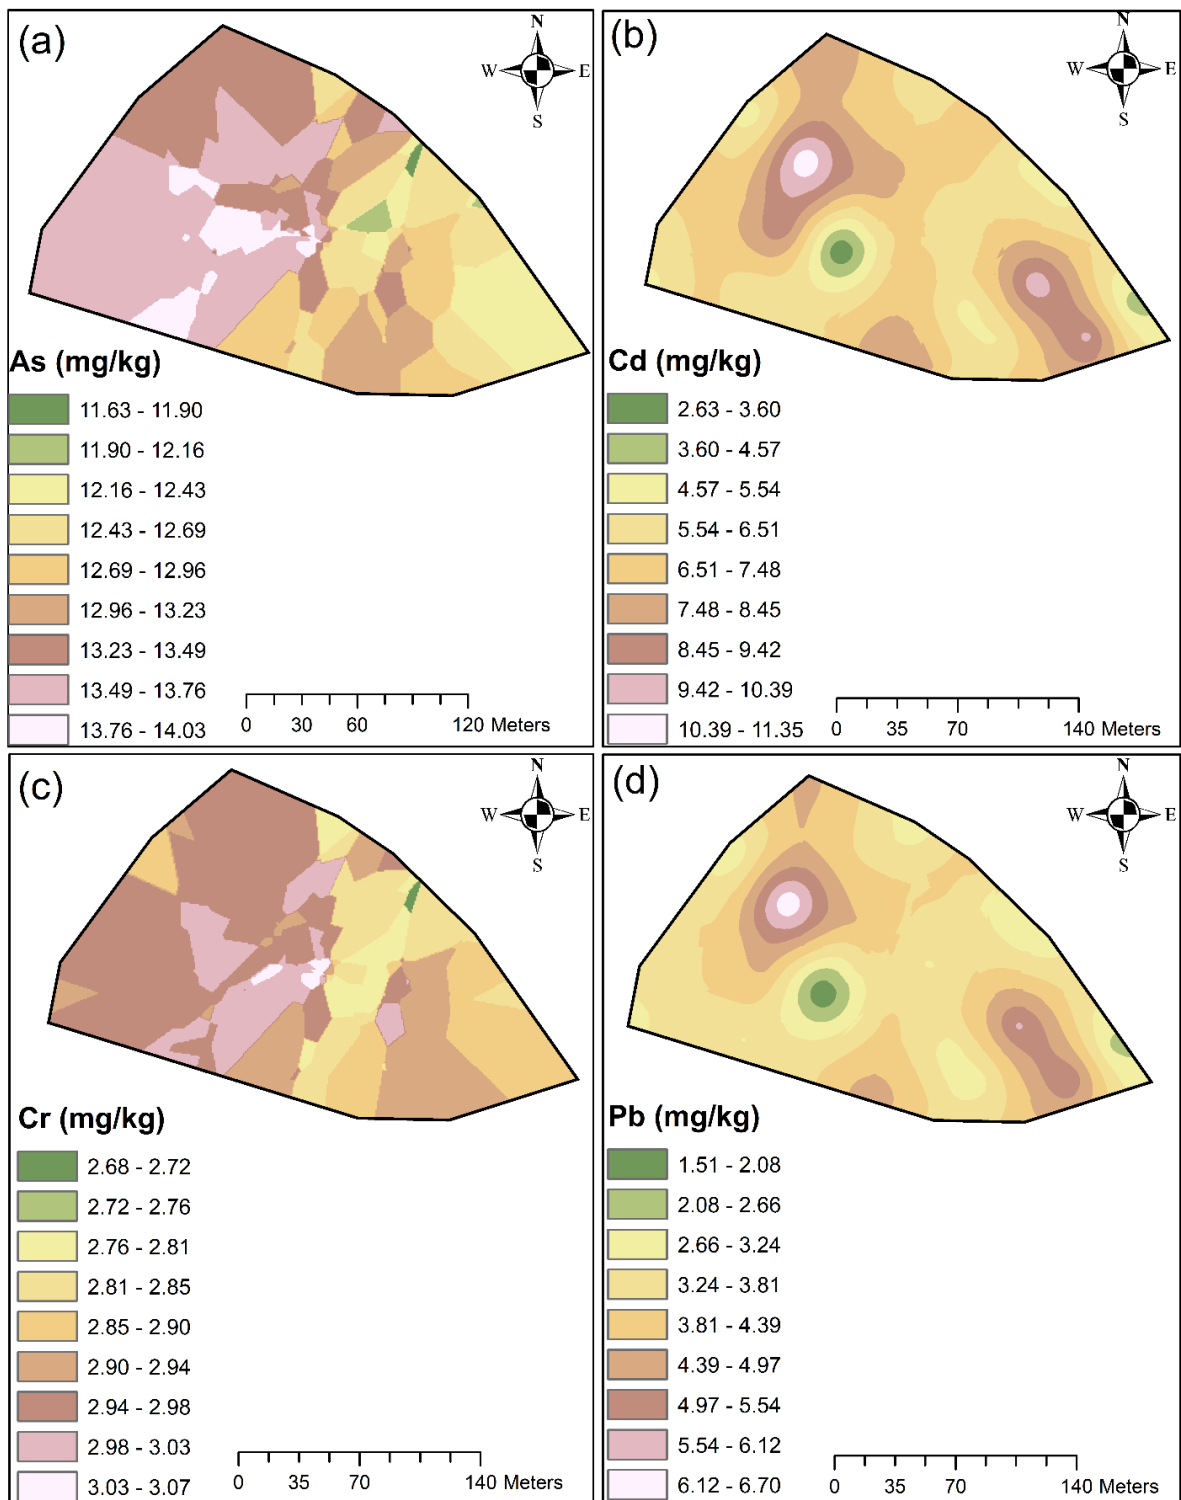 (a)
N
W E
S
As (mg/kg)
11.63 - 11.90
11.90 - 12.16
12.16 - 12.43
12.43 - 12.69
12.69 - 12.96
12.96 - 13.23
13.23 - 13.49
13.49 - 13.76
13.76 - 14.03
0 30 60 120 Meters
(b)
N
W E
S
Cd (mg/kg)
2.63 - 3.60
3.60 - 4.57
4.57 - 5.54
5.54 - 6.51
6.51 - 7.48
7.48 - 8.45
8.45 - 9.42
9.42 - 10.39
10.39 - 11.35
0 35 70 140 Meters
(c)
N
W E
S
Cr (mg/kg)
2.68 - 2.72
2.72 - 2.76
2.76 - 2.81
2.81 - 2.85
2.85 - 2.90
2.90 - 2.94
2.94 - 2.98
2.98 - 3.03
3.03 - 3.07
0 35 70 140 Meters
(d)
N
W E
S
Pb (mg/kg)
1.51 - 2.08
2.08 - 2.66
2.66 - 3.24
3.24 - 3.81
3.81 - 4.39
4.39 - 4.97
4.97 - 5.54
5.54 - 6.12
6.12 - 6.70
0 35 70 140 Meters